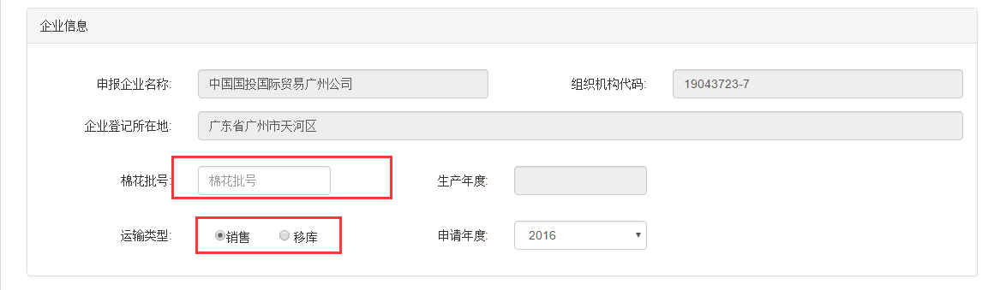 企业信息
申报企业名称: 中国国投国际贸易广州公司 组织机构代码: 19043723-7
企业登记所在地: 广东省广州市天河区
棉花批号: 棉花批号 生产年度:
运输类型: 销售 移库 申请年度: 2016